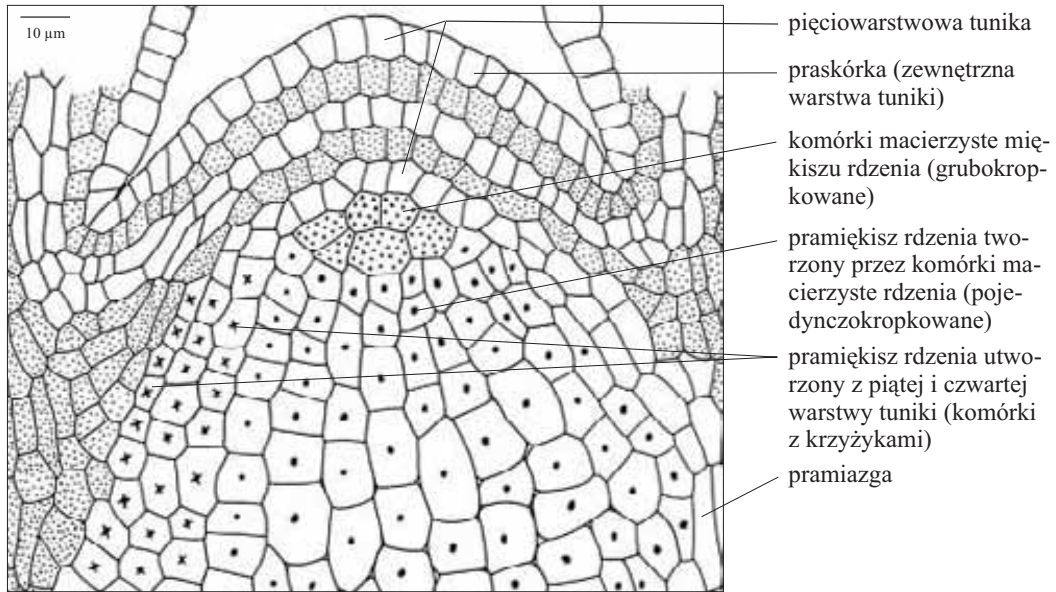 10 µm
pięciowarstwowa tunika
praskórka (zewnętrzna
warstwa tuniki)
komórki macierzyste mię-
kiszu rdzenia (grubokrop-
kowane)
pramiękisz rdzenia two-
rzony przez komórki ma-
cierzyste rdzenia (poje-
dynczokropkowane)
pramiękisz rdzenia utwo-
rzony z piątej i czwartej
warstwy tuniki (komórki
z krzyżykami)
pramiazga